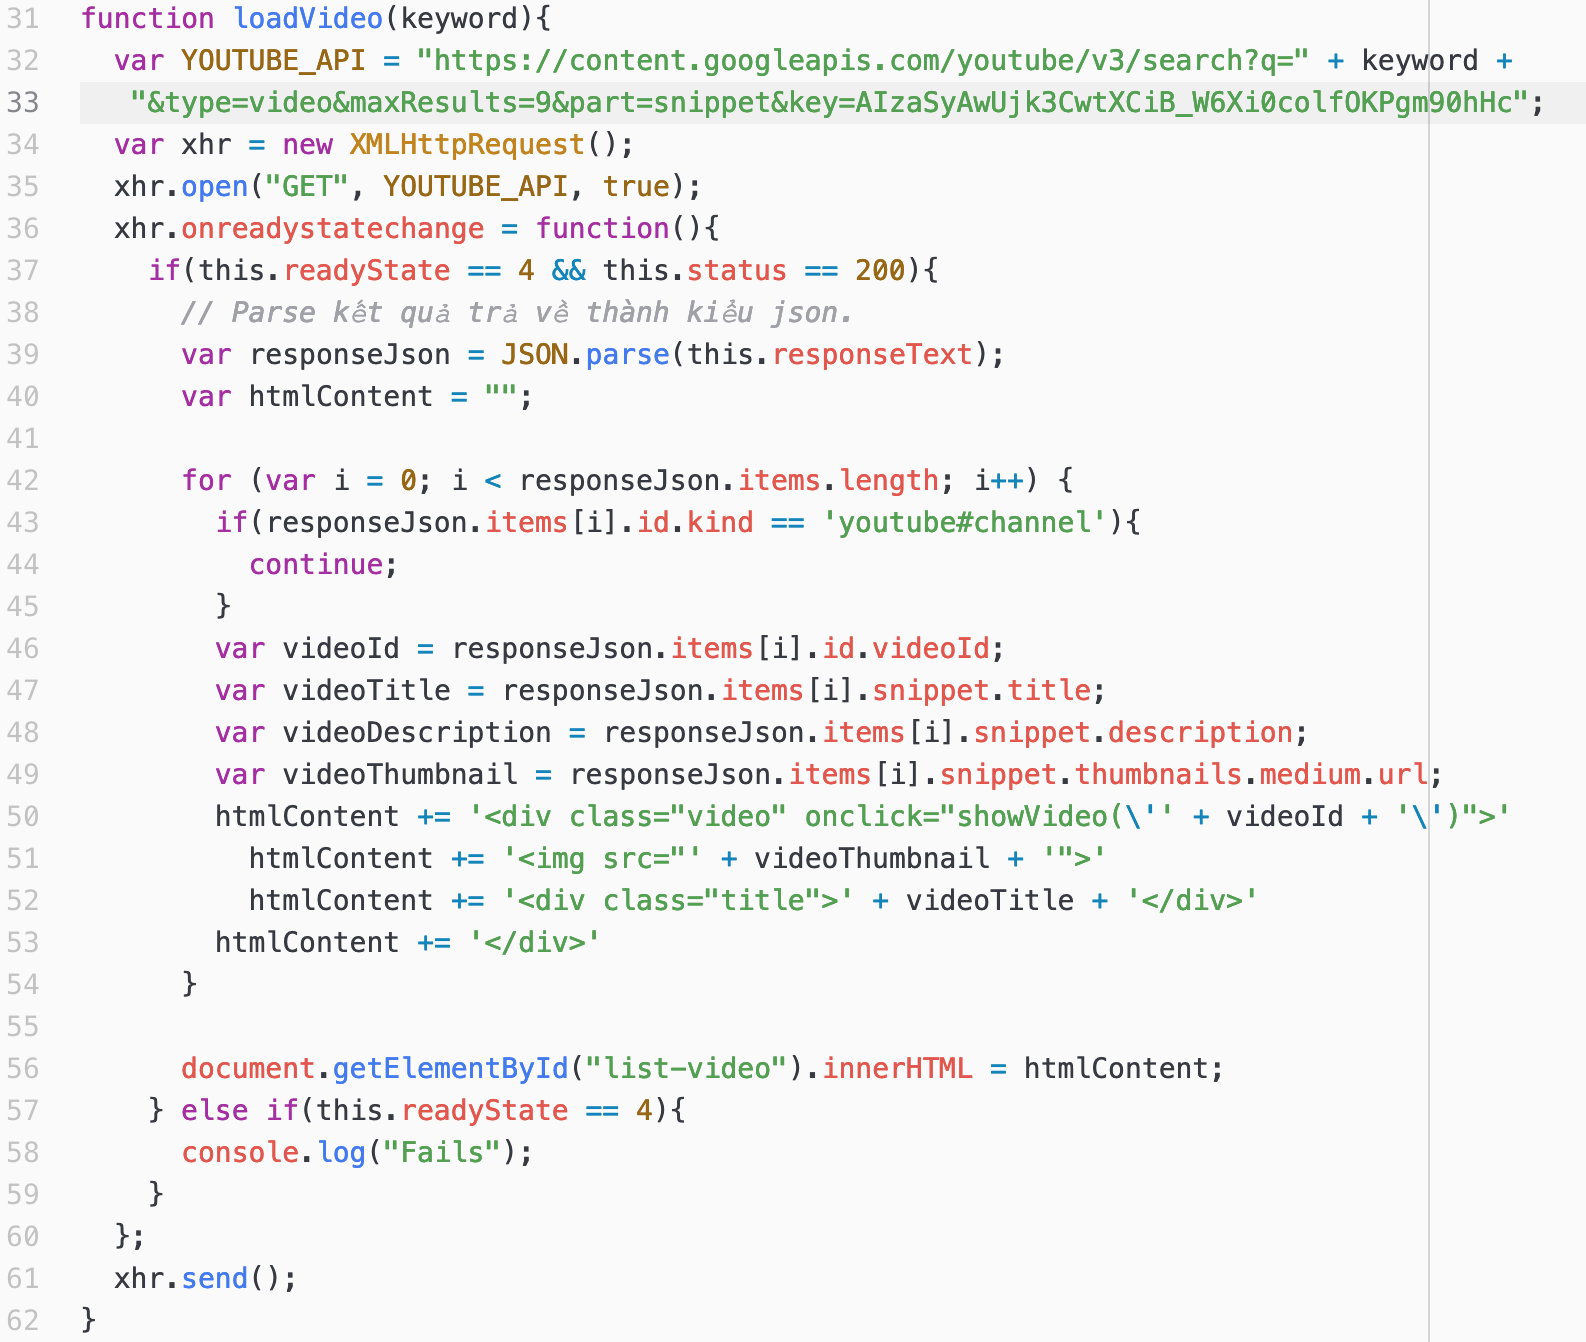 31 function loadVideo(keyword){
32   var YOUTUBE_API = "https://content.googleapis.com/youtube/v3/search?q=" + keyword +
33    "&type=video&maxResults=9&part=snippet&key=AIzaSyAwUjk3CwtXCiB_W6Xi0colfOKPgm90hHc";
34   var xhr = new XMLHttpRequest();
35   xhr.open("GET", YOUTUBE_API, true);
36   xhr.onreadystatechange = function(){
37     if(this.readyState == 4 && this.status == 200){
38       // Parse kết quả trả về thành kiểu json.
39       var responseJson = JSON.parse(this.responseText);
40       var htmlContent = "";
41
42       for (var i = 0; i < responseJson.items.length; i++) {
43         if(responseJson.items[i].id.kind == 'youtube#channel'){
44           continue;
45         }
46         var videoId = responseJson.items[i].id.videoId;
47         var videoTitle = responseJson.items[i].snippet.title;
48         var videoDescription = responseJson.items[i].snippet.description;
49         var videoThumbnail = responseJson.items[i].snippet.thumbnails.medium.url;
50         htmlContent += '<div class="video" onclick="showVideo(\'' + videoId + '\')">'
51           htmlContent += '<img src="' + videoThumbnail + '">'
52           htmlContent += '<div class="title">' + videoTitle + '</div>'
53         htmlContent += '</div>'
54       }
55
56       document.getElementById("list-video").innerHTML = htmlContent;
57     } else if(this.readyState == 4){
58       console.log("Fails");
59     }
60   };
61   xhr.send();
62 }